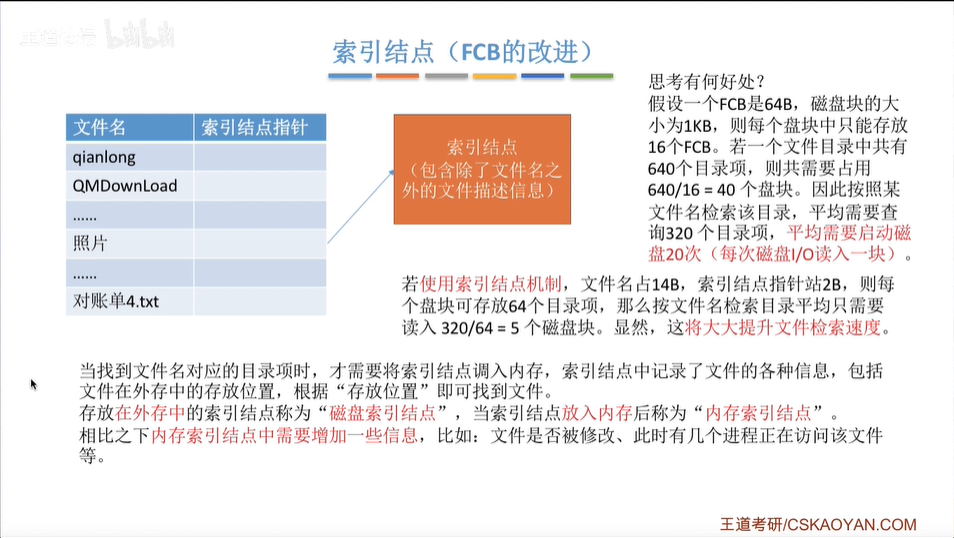 索引结点（FCB的改进）
文件名 索引结点指针
qianlong
QMDownLoad
……
照片
……
对账单4.txt
索引结点
（包含除了文件名之
外的文件描述信息）
思考有何好处？
假设一个FCB是64B，磁盘块的大
小为1KB，则每个盘块中只能存放
16个FCB。若一个文件目录中共有
640个目录项，则共需要占用
640/16 = 40 个盘块。因此按照某
文件名检索该目录，平均需要查
询320 个目录项，平均需要启动磁
盘20次（每次磁盘I/O读入一块）。
若使用索引结点机制，文件名占14B，索引结点指针站2B，则每
个盘块可存放64个目录项，那么按文件名检索目录平均只需要
读入 320/64 = 5 个磁盘块。显然，这将大大提升文件检索速度。
当找到文件名对应的目录项时，才需要将索引结点调入内存，索引结点中记录了文件的各种信息，包括
文件在外存中的存放位置，根据“存放位置”即可找到文件。
存放在外存中的索引结点称为“磁盘索引结点”，当索引结点放入内存后称为“内存索引结点”。
相比之下内存索引结点中需要增加一些信息，比如：文件是否被修改、此时有几个进程正在访问该文件
等。
王道考研/CSKAOYAN.COM